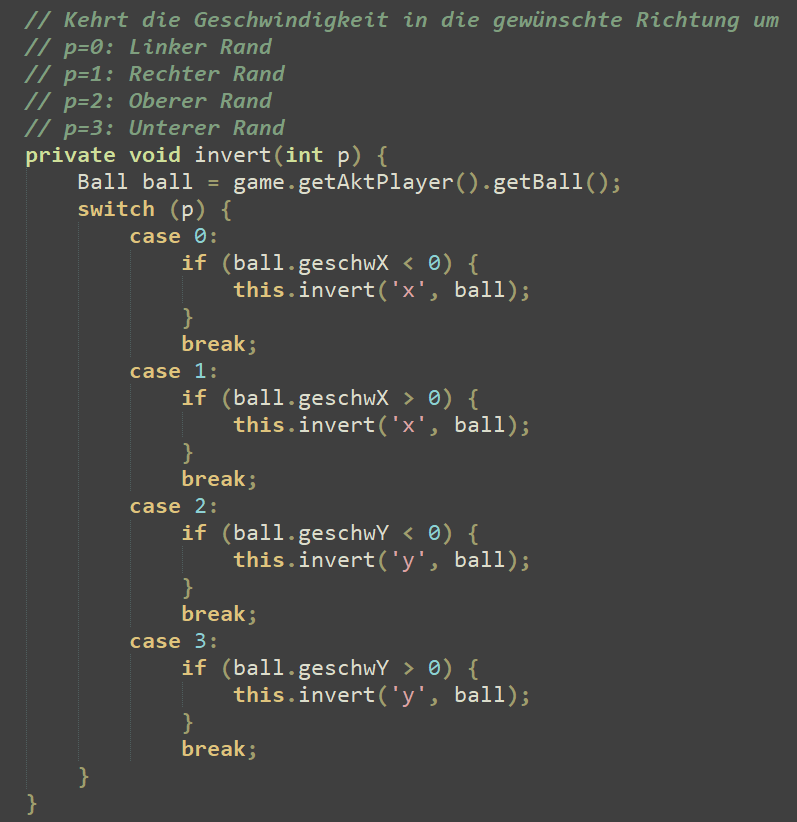 // Kehrt die Geschwindigkeit in die gewünschte Richtung um
// p=0: Linker Rand
// p=1: Rechter Rand
// p=2: Oberer Rand
// p=3: Unterer Rand
private void invert(int p) {
    Ball ball = game.getAktPlayer().getBall();
    switch (p) {
        case 0:
            if (ball.geschwX < 0) {
                this.invert('x', ball);
            }
            break;
        case 1:
            if (ball.geschwX > 0) {
                this.invert('x', ball);
            }
            break;
        case 2:
            if (ball.geschwY < 0) {
                this.invert('y', ball);
            }
            break;
        case 3:
            if (ball.geschwY > 0) {
                this.invert('y', ball);
            }
            break;
    }
}